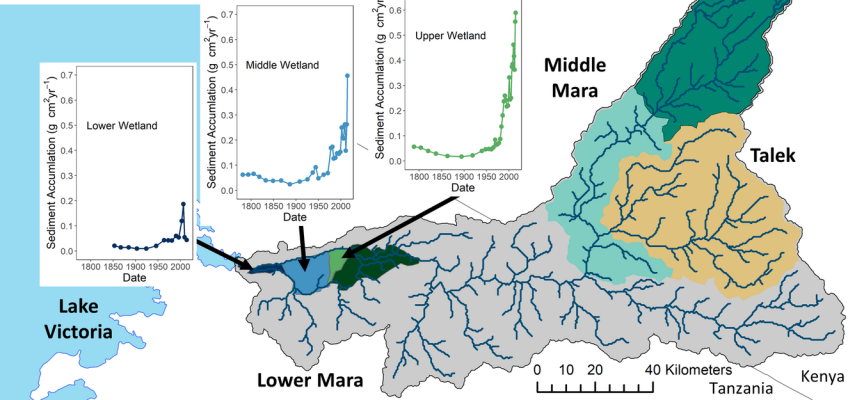 Sediment Accumlation (g cm²yr⁻¹)
0.7
0.6
0.5
0.4
0.3
0.2
0.1
0.0
Lower Wetland
1800 1850 1900 1950 2000
Date
Sediment Accumlation (g cm²yr⁻¹)
0.7
0.6
0.5
0.4
0.3
0.2
0.1
0.0
Middle Wetland
1800 1850 1900 1950 2000
Date
Sediment Accumlation (g cm²yr
0.6
0.5
0.4
0.3
0.2
0.1
0.0
Upper Wetland
1800 1850 1900 1950 2000
Date
Middle
Mara
Talek
Lake
Victoria
Lower Mara
0 10 20 40 Kilometers
Kenya
Tanzania